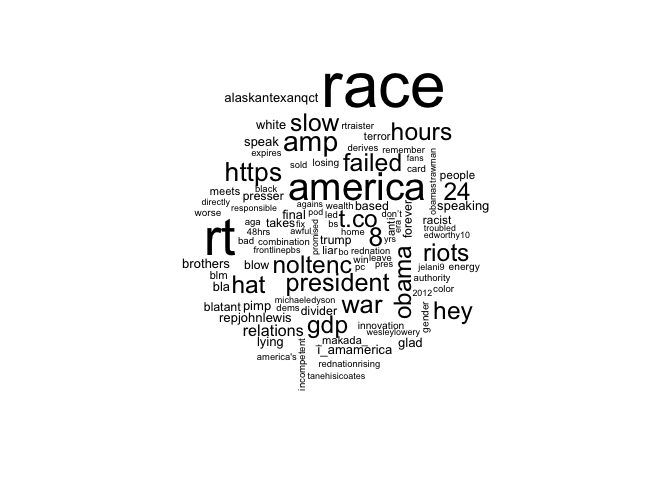 race
alaskantexanqct
white slow rtraister
speak amp terror hours
expires derives remember
sold losing failed fans
https card people
meets black america obamastrawman 24
directly presser
worse responsible agains wealth based don't forever speaking
final pod led t.co anti era racist
aga takes fix bs troubled
rt 48hrs awful promised home 8 edworthy10
bad combination trump yrs
frontlinepbs liar bo rednation obama riots
brothers blow noltenc win leave jelani9 energy
blm pc pres authority
bla hat president
2012 color
michaeledyson
blatant pimp dems divider war gender hey
repjohnlewis
relations gdp innovation
wesleylowery
lying _makada_ glad
america's incompetent i_amamerica
rednationrising
tanehisicoates